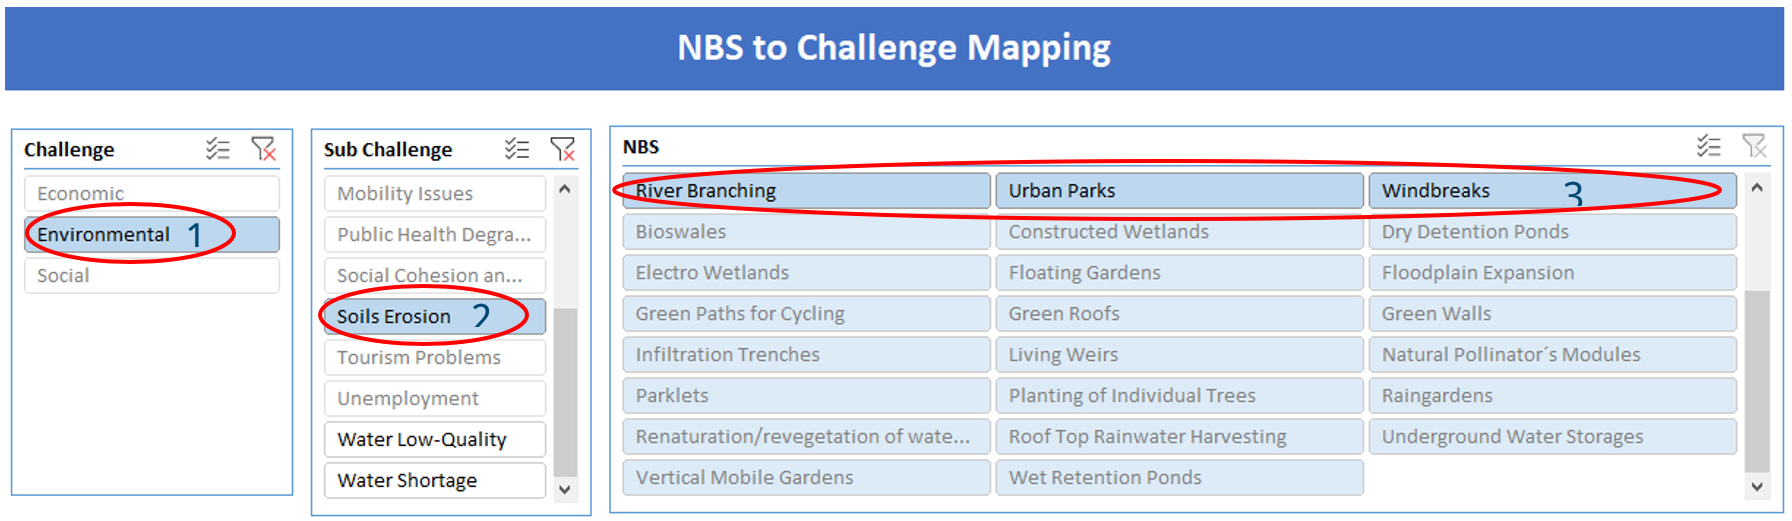 NBS to Challenge Mapping
Challenge
Economic
Environmental 1
Social
Sub Challenge
Mobility Issues
Public Health Degra...
Social Cohesion an...
Soils Erosion 2
Tourism Problems
Unemployment
Water Low-Quality
Water Shortage
NBS
River Branching Urban Parks Windbreaks 3
Bioswales Constructed Wetlands Dry Detention Ponds
Electro Wetlands Floating Gardens Floodplain Expansion
Green Paths for Cycling Green Roofs Green Walls
Infiltration Trenches Living Weirs Natural Pollinator´s Modules
Parklets Planting of Individual Trees Raingardens
Renaturation/revegetation of wate... Roof Top Rainwater Harvesting Underground Water Storages
Vertical Mobile Gardens Wet Retention Ponds